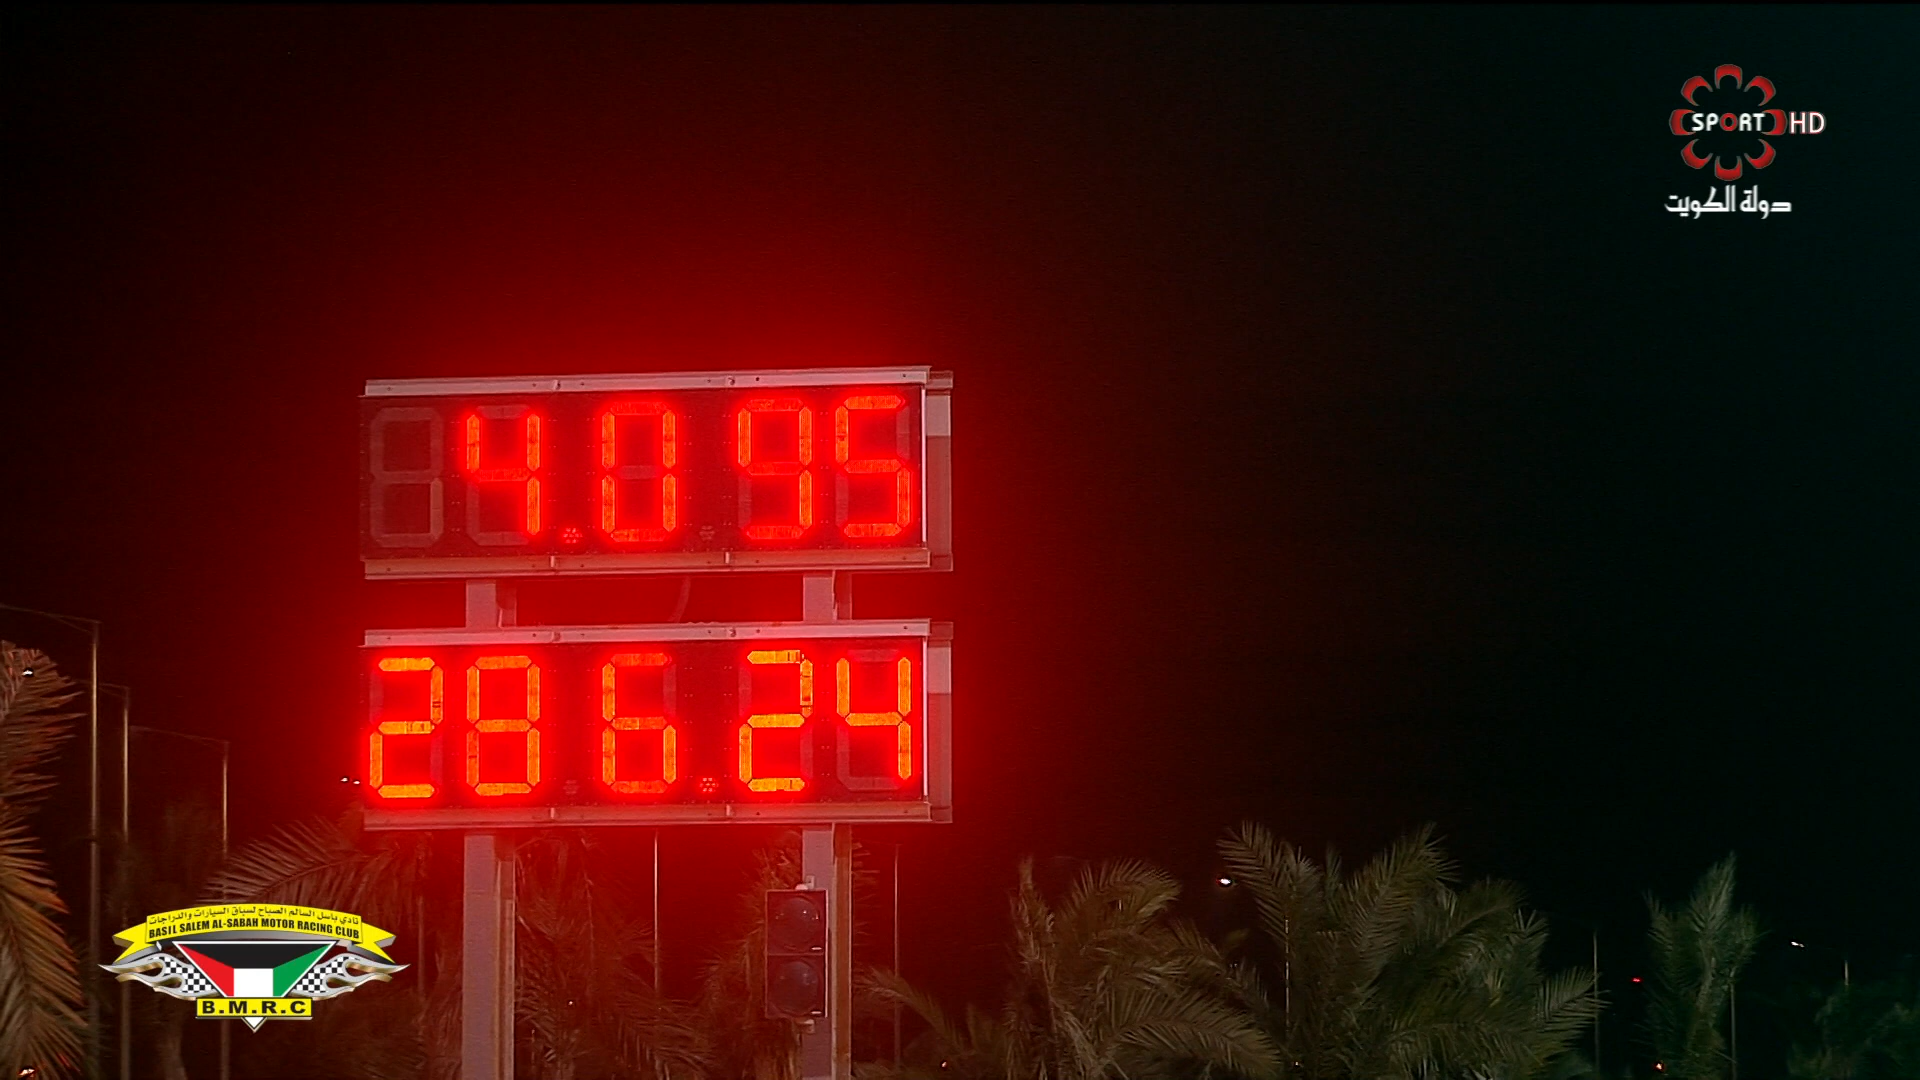 SPORT HD
دولة الكويت
4.095
286.24
نادي باسل السالم الصباح لسباق السيارات والدراجات
BASIL SALEM AL-SABAH MOTOR RACING CLUB
B.M.R.C